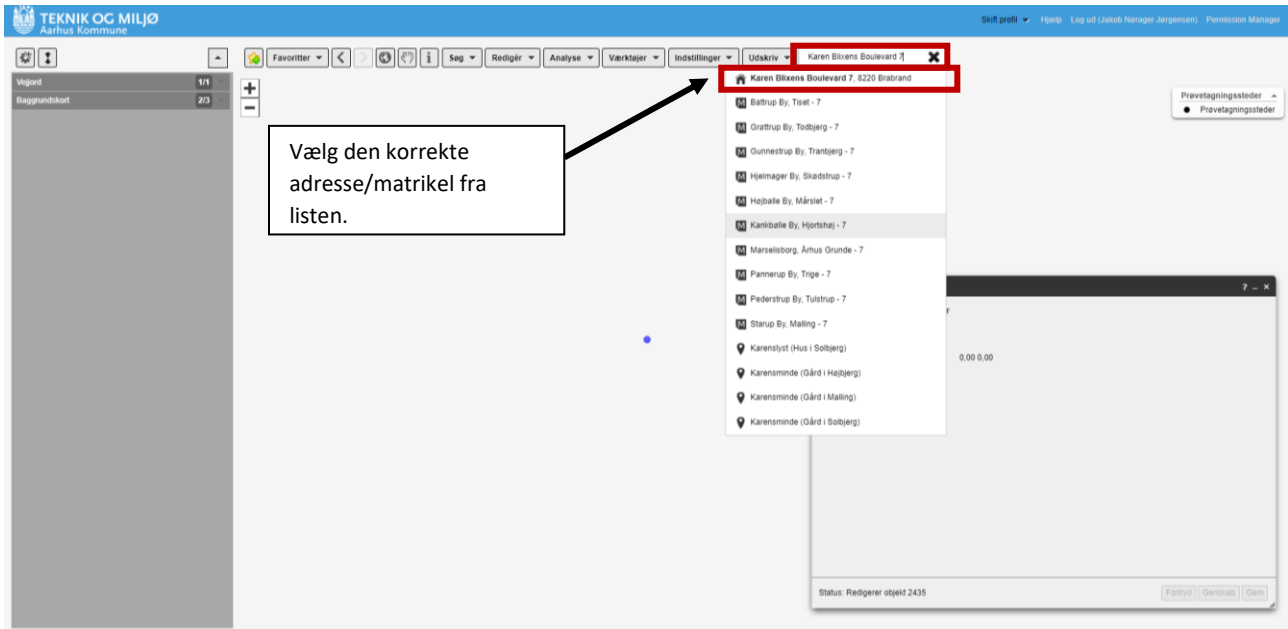 TEKNIK OG MILJØ
Aarhus Kommune
Skift profil Hjælp Log ud (Jakob Nørager Jørgensen) Permission Manager
Favoritter i Søg Redigér Analyse Værktøjer Indstillinger Udskriv Karen Blixens Boulevard 7
Vejjord 1/1
Baggrundskort 2/3
+
−
Vælg den korrekte
adresse/matrikel fra
listen.
Karen Blixens Boulevard 7, 8220 Brabrand
M Battrup By, Tiset - 7
M Grøttrup By, Todbjerg - 7
M Gunnestrup By, Tranbjerg - 7
M Hjelmager By, Skødstrup - 7
M Højballe By, Mårslet - 7
M Kankbølle By, Hjortshøj - 7
M Marselisborg, Århus Grunde - 7
M Pannerup By, Trige - 7
M Pederstrup By, Tulstrup - 7
M Starup By, Malling - 7
Karenslyst (Hus i Solbjerg)
Karensminde (Gård i Højbjerg)
Karensminde (Gård i Malling)
Karensminde (Gård i Solbjerg)
Prøvetagningssteder
Prøvetagningssteder
? – ×
r
0,00 0,00
Status: Redigerer objekt 2435
Fortryd Genskab Gem